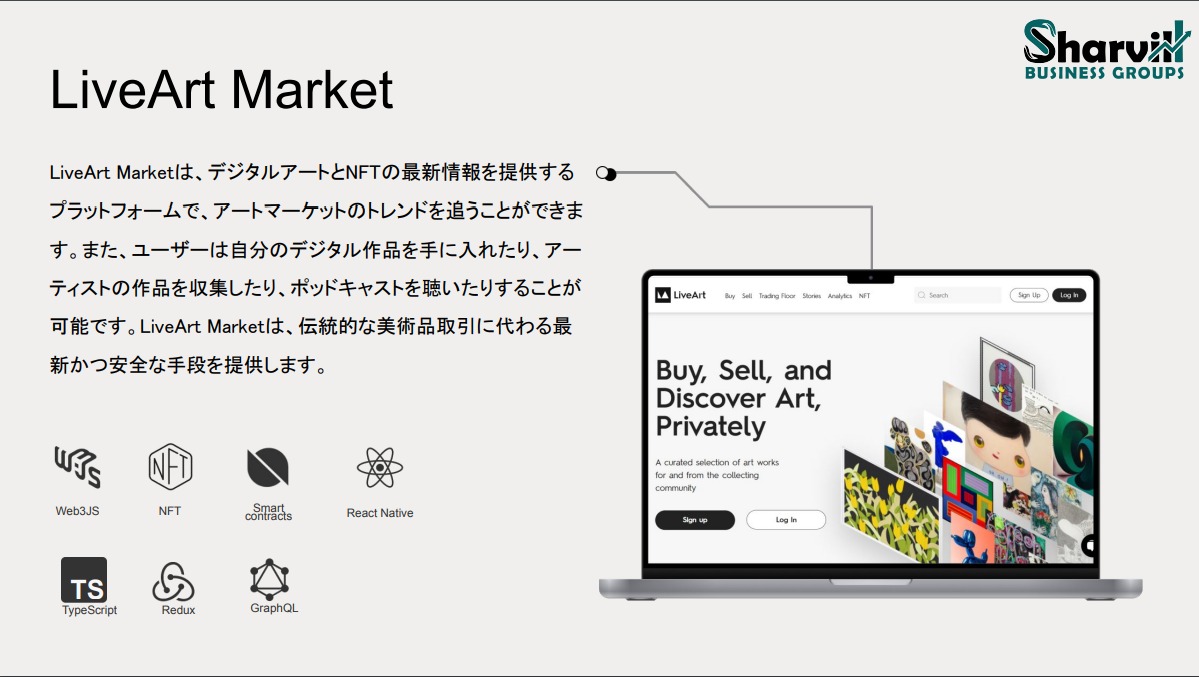 Sharvill
BUSINESS GROUPS
LiveArt Market
LiveArt Marketは、デジタルアートとNFTの最新情報を提供する
プラットフォームで、アートマーケットのトレンドを追うことができま
す。また、ユーザーは自分のデジタル作品を手に入れたり、アー
ティストの作品を収集したり、ポッドキャストを聴いたりすることが
可能です。LiveArt Marketは、伝統的な美術品取引に代わる最
新かつ安全な手段を提供します。
LiveArt Buy Sell Trading Floor Stories Analytics NFT Search Sign Up Log In
Buy, Sell, and
Discover Art,
Privately
A curated selection of art works
for and from the collecting
community
Sign up Log In
W3JS NFT
Web3JS NFT Smart contracts React Native
TS
TypeScript Redux GraphQL